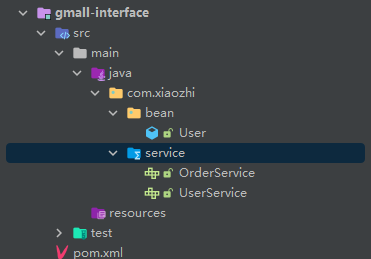 gmall-interface
src
main
java
com.xiaozhi
bean
User
service
OrderService
UserService
resources
test
pom.xml